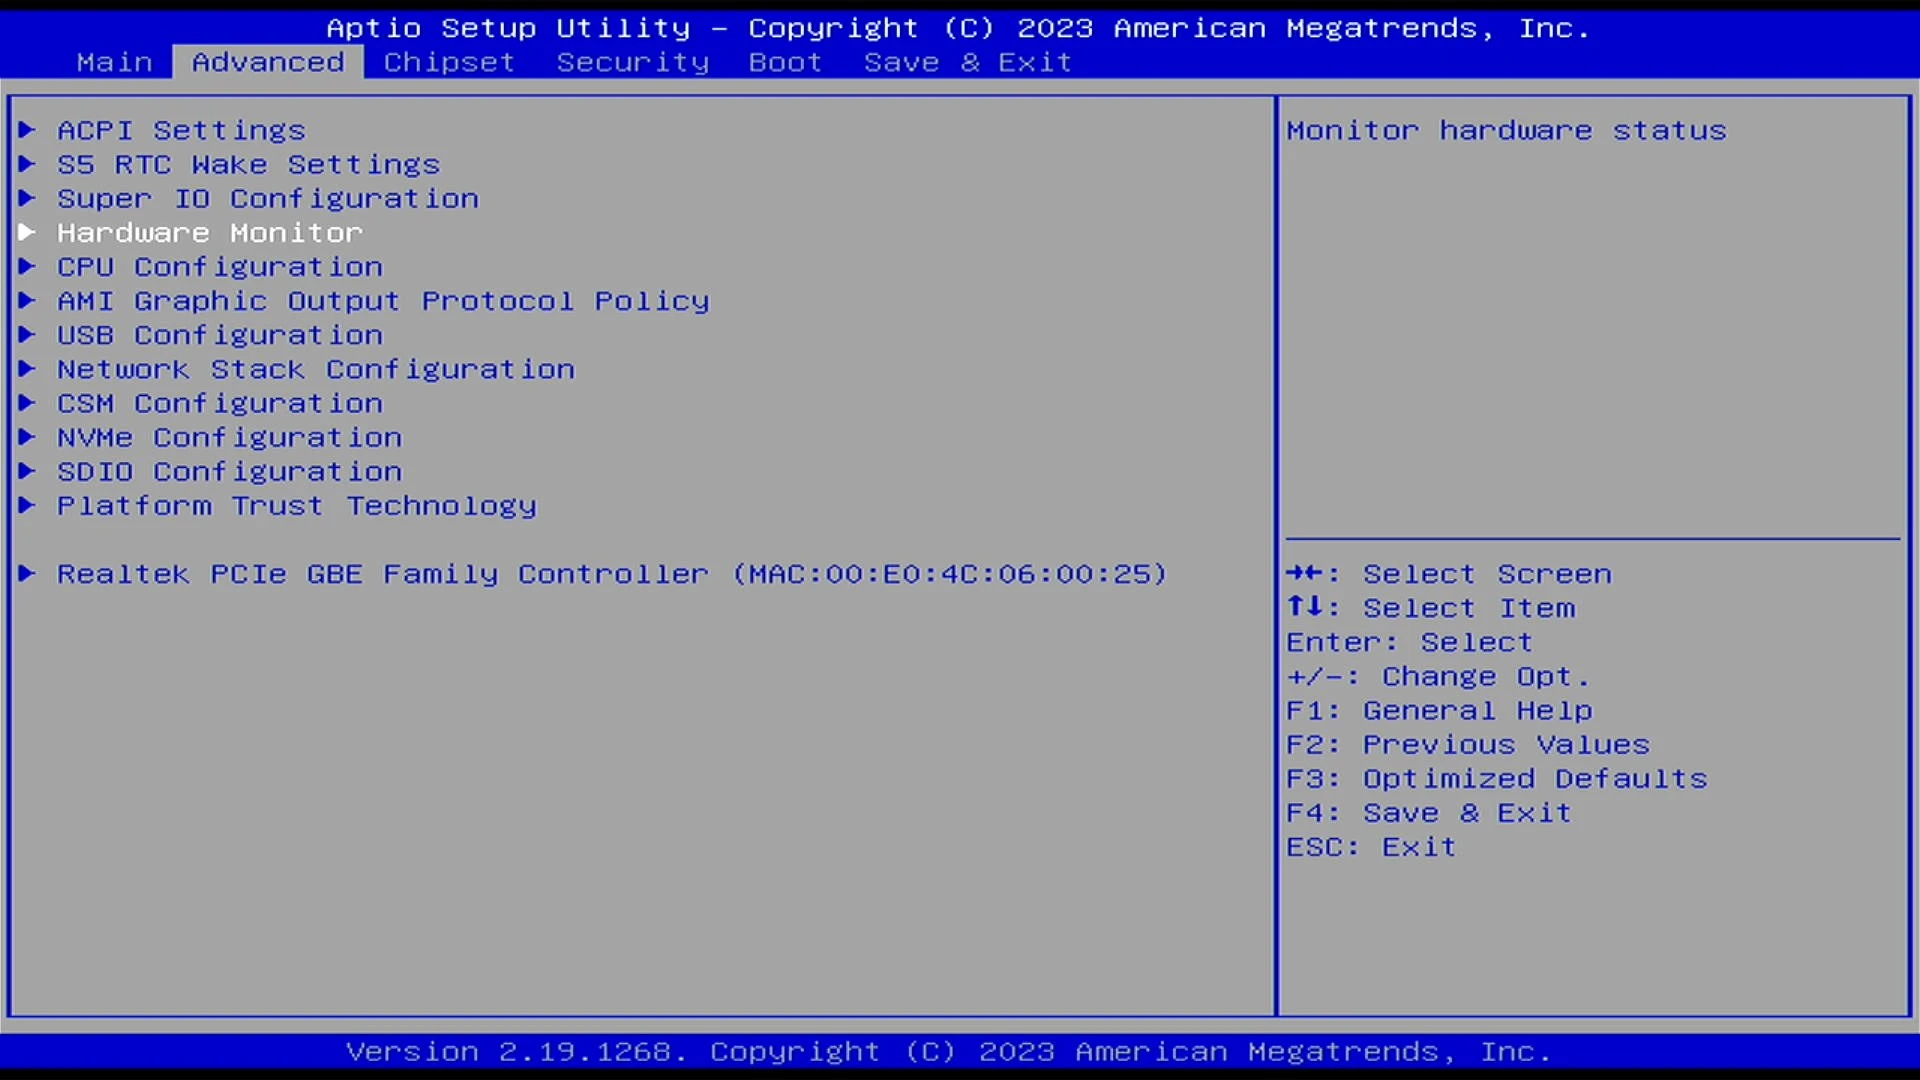 Aptio Setup Utility – Copyright (C) 2023 American Megatrends, Inc.
Main Advanced Chipset Security Boot Save & Exit
▶ ACPI Settings
▶ S5 RTC Wake Settings
▶ Super IO Configuration
▶ Hardware Monitor
▶ CPU Configuration
▶ AMI Graphic Output Protocol Policy
▶ USB Configuration
▶ Network Stack Configuration
▶ CSM Configuration
▶ NVMe Configuration
▶ SDIO Configuration
▶ Platform Trust Technology
▶ Realtek PCIe GBE Family Controller (MAC:00:E0:4C:06:00:25)
Monitor hardware status
→←: Select Screen
↑↓: Select Item
Enter: Select
+/-: Change Opt.
F1: General Help
F2: Previous Values
F3: Optimized Defaults
F4: Save & Exit
ESC: Exit
Version 2.19.1268. Copyright (C) 2023 American Megatrends, Inc.